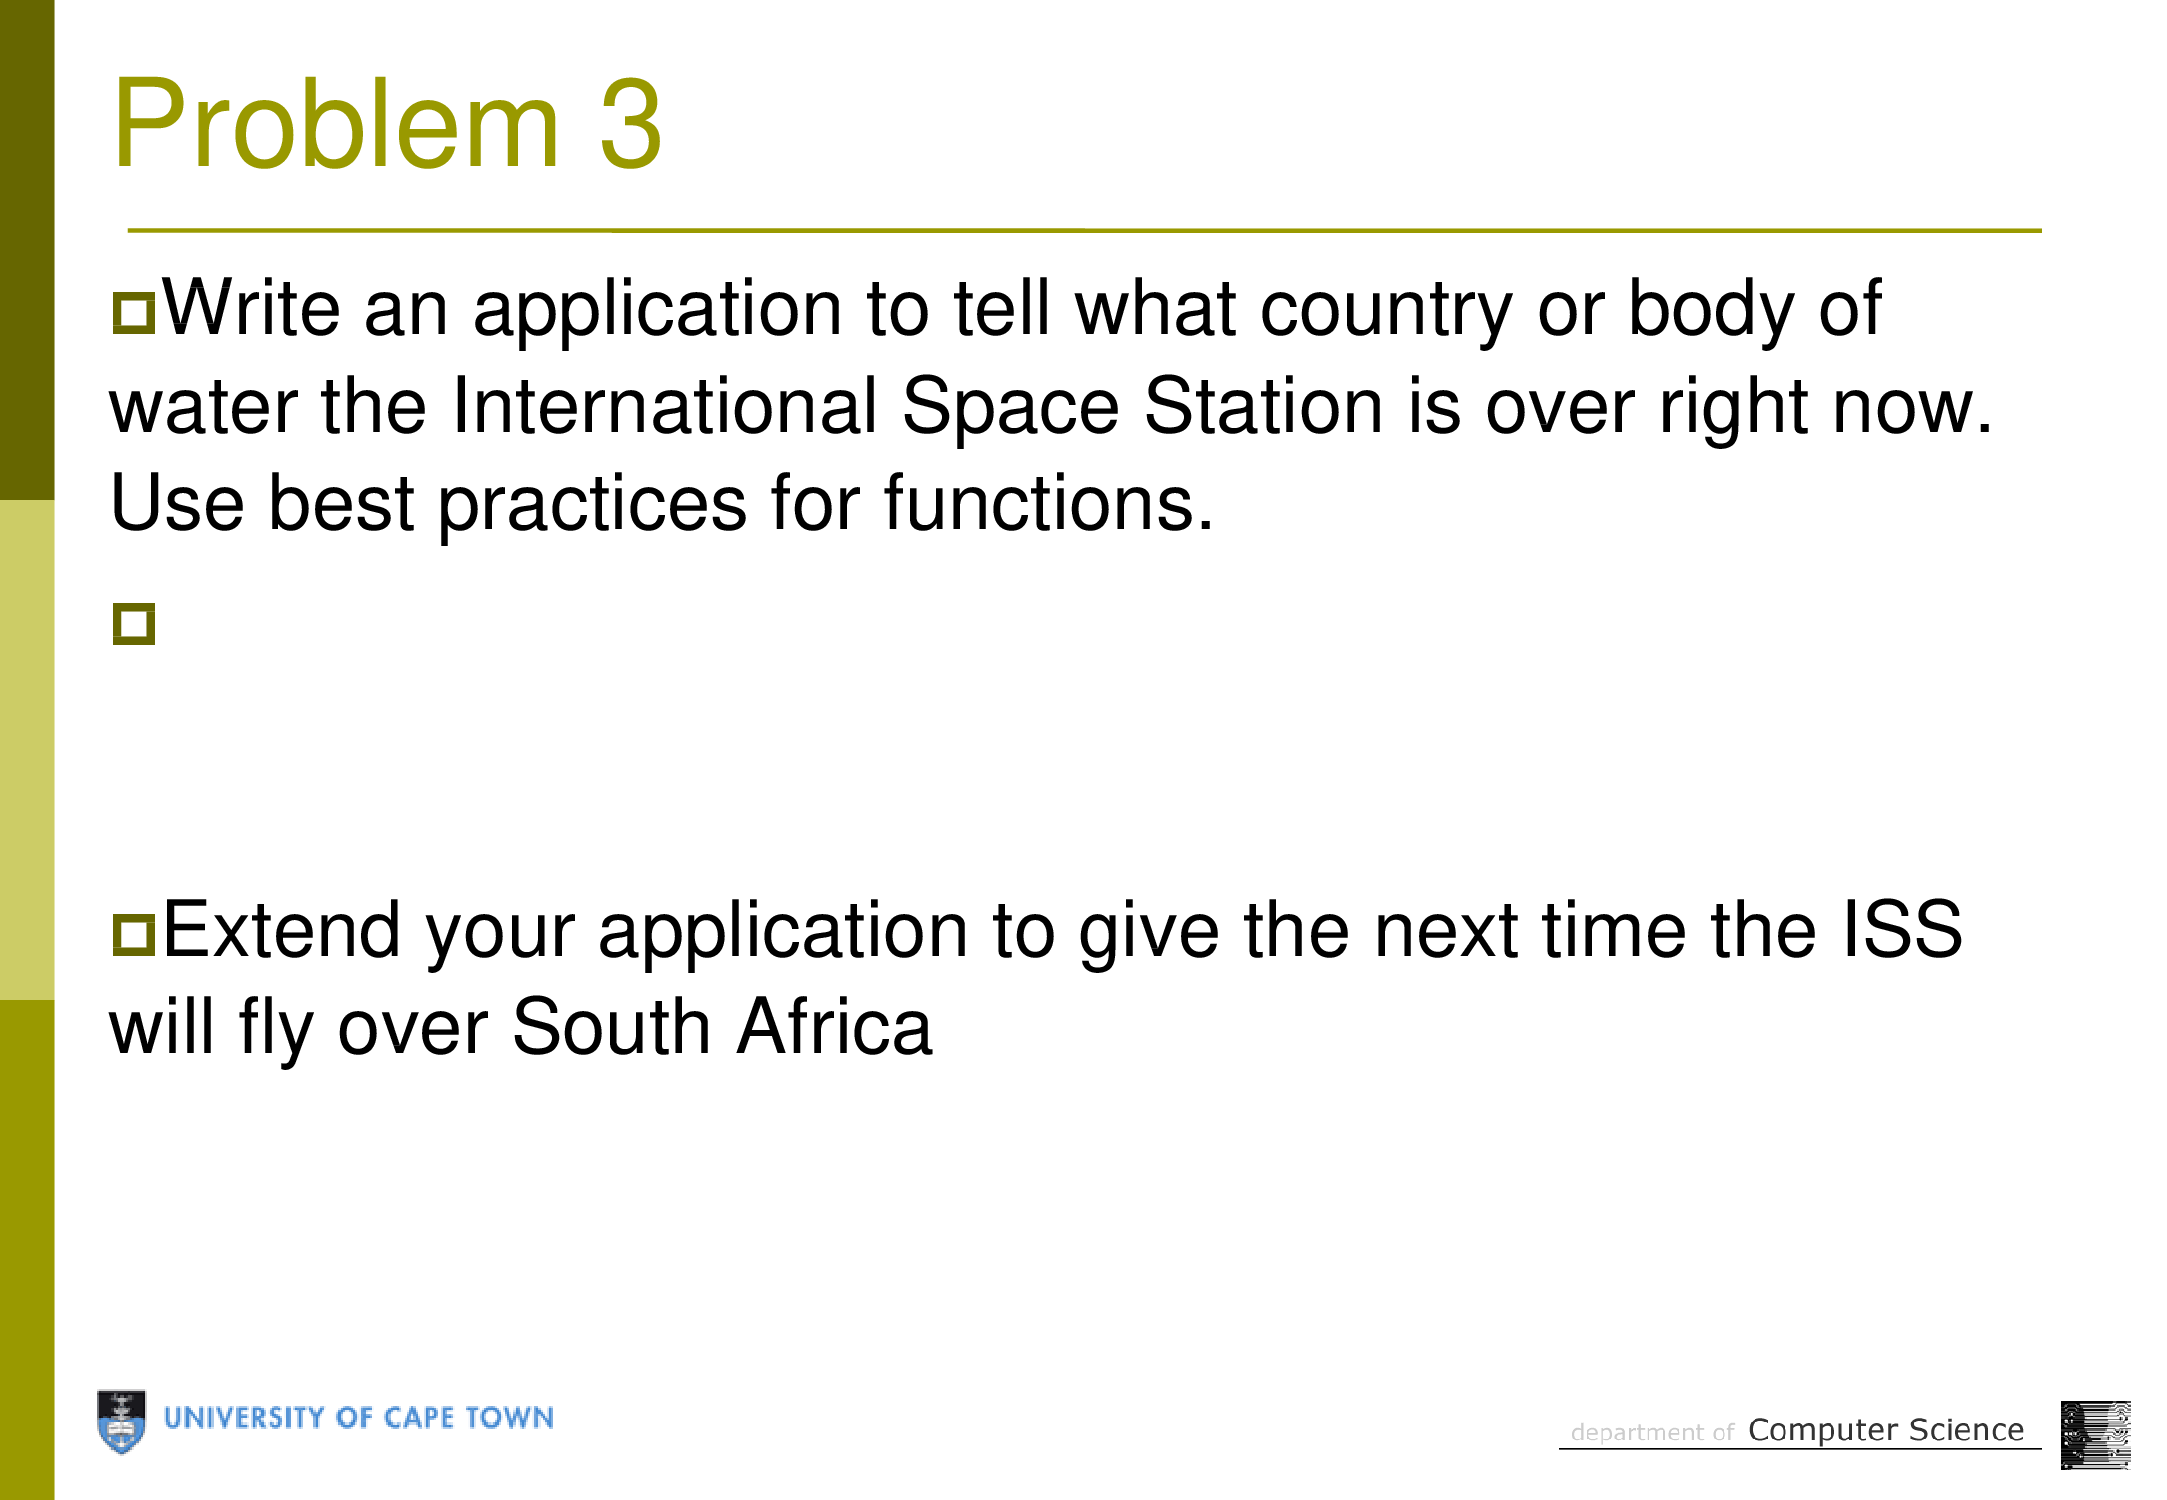 Problem 3
Write an application to tell what country or body of
water the International Space Station is over right now.
Use best practices for functions.
Extend your application to give the next time the ISS
will fly over South Africa
UNIVERSITY OF CAPE TOWN
department of Computer Science